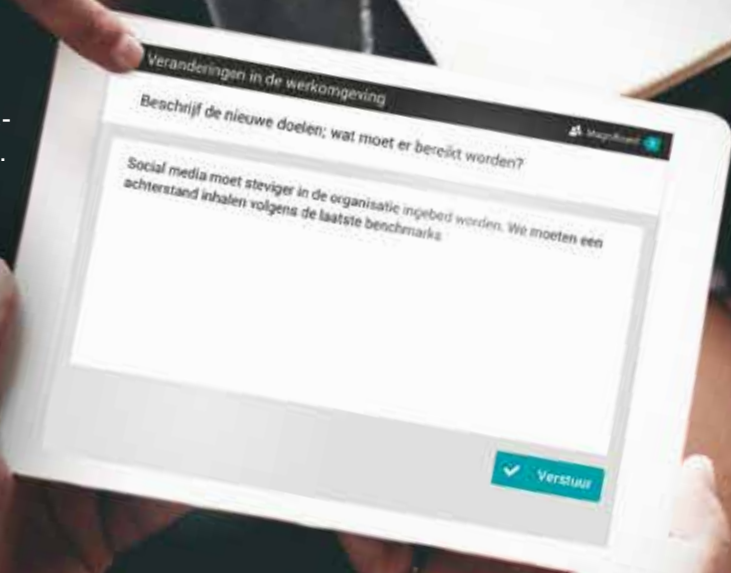 Veranderingen in de werkomgeving
Beschrijf de nieuwe doelen; wat moet er bereikt worden?
Social media moet steviger in de organisatie ingebed worden. We moeten een
achterstand inhalen volgens de laatste benchmarks
Verstuur